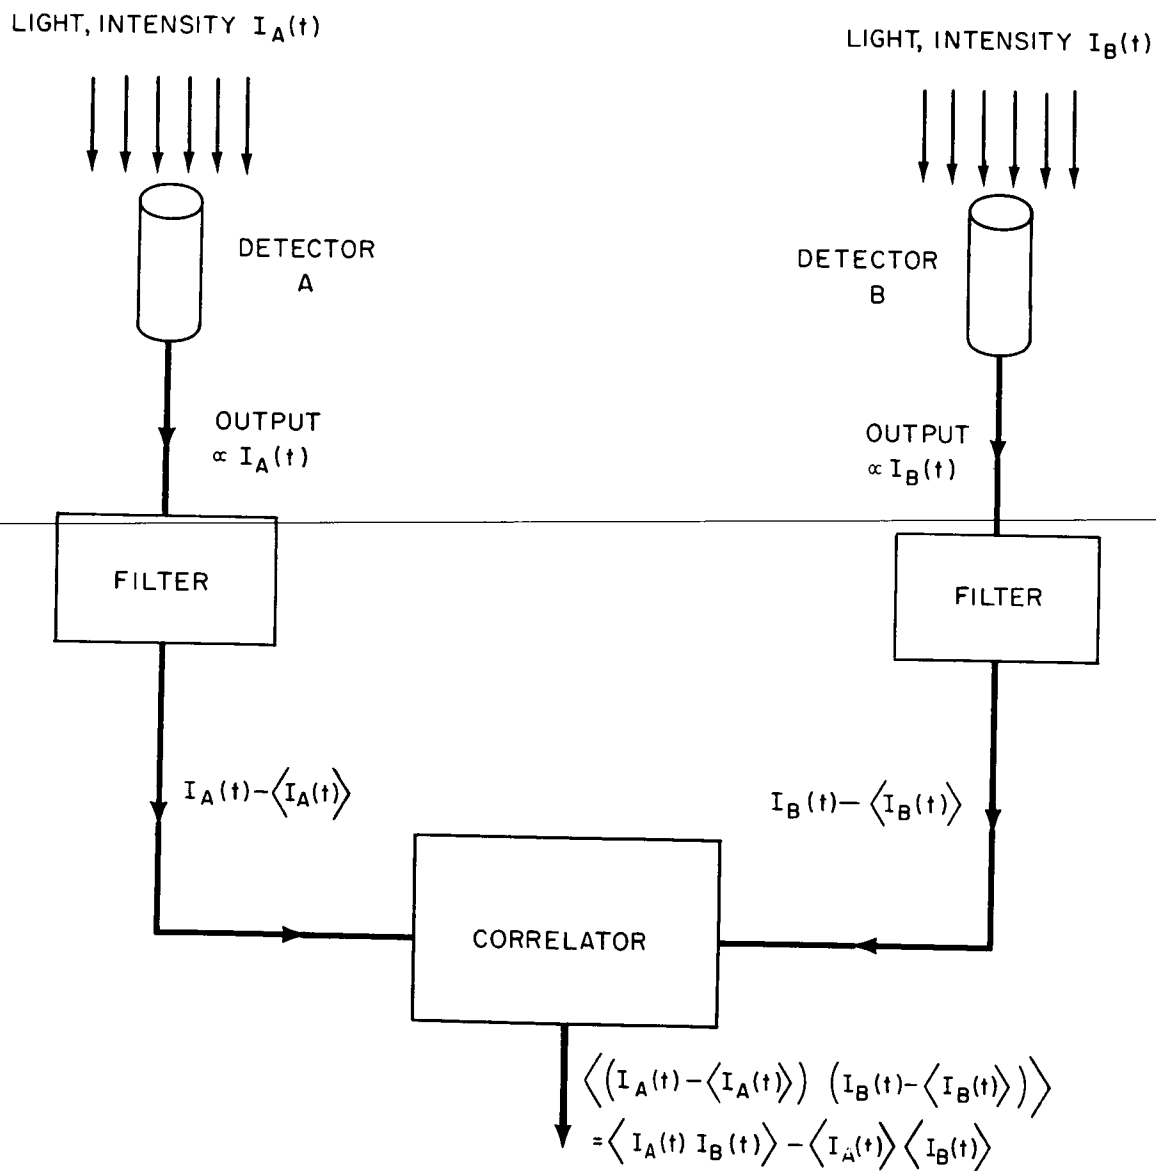 LIGHT, INTENSITY I_A(t)
LIGHT, INTENSITY I_B(t)
DETECTOR
A
DETECTOR
B
OUTPUT
∝ I_A(t)
OUTPUT
∝ I_B(t)
FILTER
FILTER
I_A(t)-⟨I_A(t)⟩
I_B(t)-⟨I_B(t)⟩
CORRELATOR
⟨(I_A(t)-⟨I_A(t)⟩) (I_B(t)-⟨I_B(t)⟩)⟩
=⟨I_A(t) I_B(t)⟩-⟨I_A(t)⟩⟨I_B(t)⟩